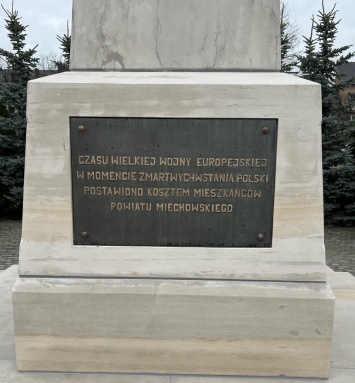 CZASU WIELKIEJ WOJNY EUROPEJSKIEJ
W MOMENCIE ZMARTWYCHWSTANIA POLSKI
POSTAWIONO KOSZTEM MIESZKAŃCÓW
POWIATU MIECHOWSKIEGO